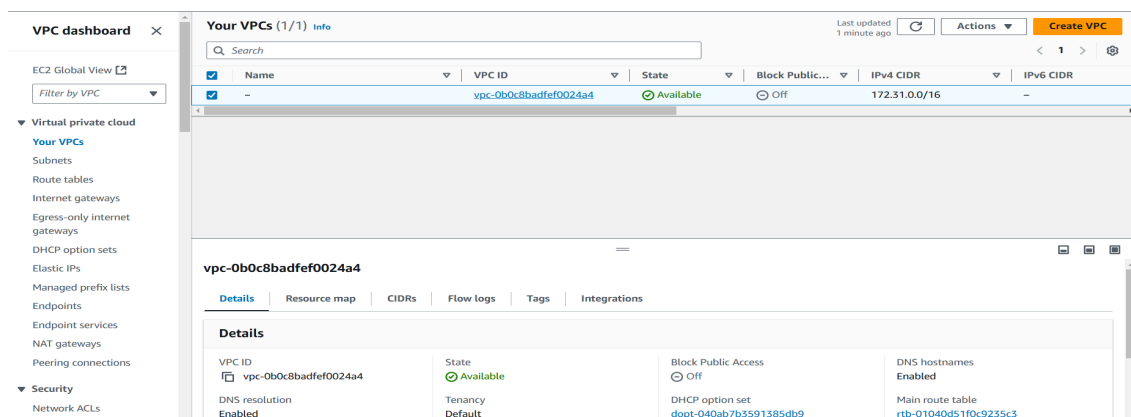 VPC dashboard
EC2 Global View
Filter by VPC
Virtual private cloud
Your VPCs
Subnets
Route tables
Internet gateways
Egress-only internet
gateways
DHCP option sets
Elastic IPs
Managed prefix lists
Endpoints
Endpoint services
NAT gateways
Peering connections
Security
Network ACLs
Your VPCs (1/1) Info
Last updated
1 minute ago
Actions
Create VPC
Search
1
Name VPC ID State Block Public... IPv4 CIDR IPv6 CIDR
– vpc-0b0c8badfef0024a4 Available Off 172.31.0.0/16 –
vpc-0b0c8badfef0024a4
Details Resource map CIDRs Flow logs Tags Integrations
Details
VPC ID State Block Public Access DNS hostnames
vpc-0b0c8badfef0024a4 Available Off Enabled
DNS resolution Tenancy DHCP option set Main route table
Enabled Default dopt-040ab7b3591385db9 rtb-01040d51f0c9235c3